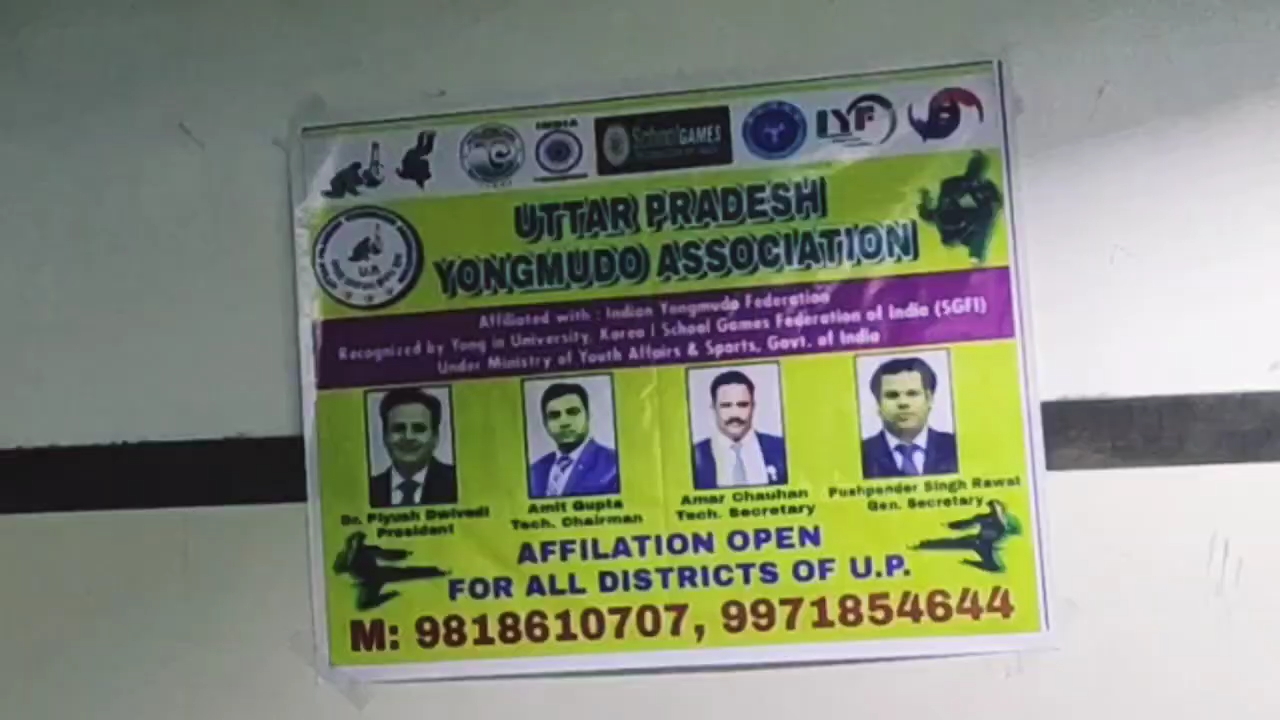 INDIA
SchoolGAMES
IYF
UTTAR PRADESH
YONGMUDO ASSOCIATION
U.P.
Affiliated with : Indian Yongmudo Federation
Recognized by Yong in University, Korea | School Games Federation of India (SGFI)
Under Ministry of Youth Affairs & Sports, Govt. of India
Dr. Piyush Dwivedi
President
Amit Gupta
Tech. Chairman
Amar Chauhan
Tech. Secretary
Pushpender Singh Rawat
Gen. Secretary
AFFILATION OPEN
FOR ALL DISTRICTS OF U.P.
M: 9818610707, 9971854644